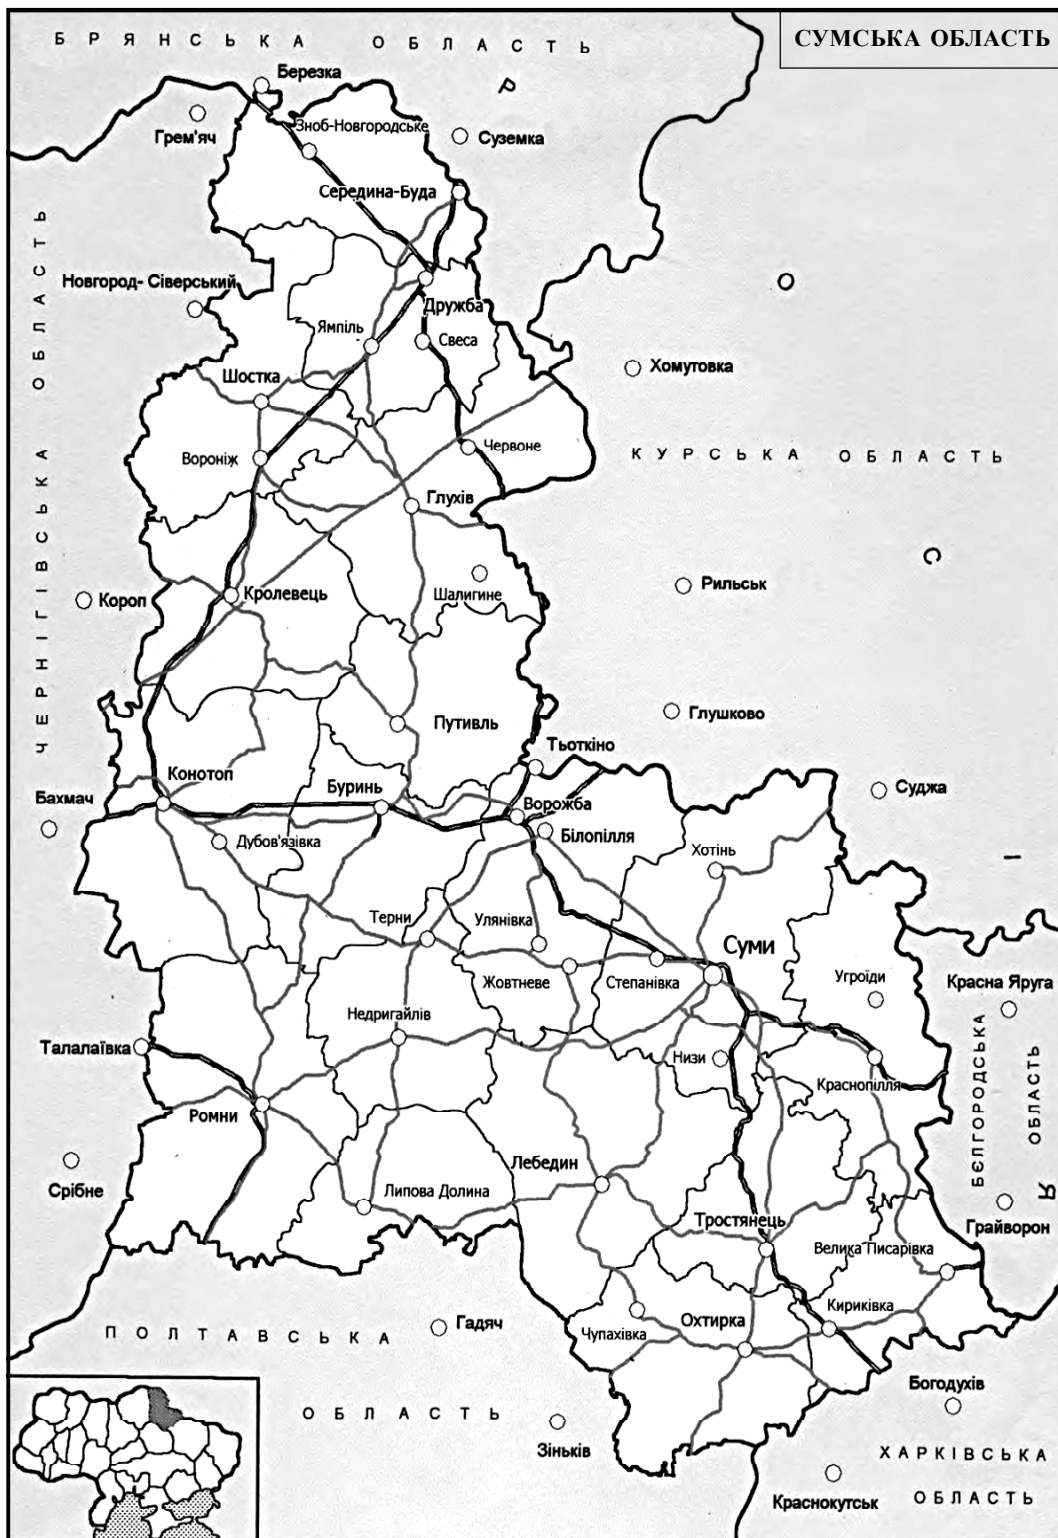 СУМСЬКА ОБЛАСТЬ
БРЯНСЬКА ОБЛАСТЬ
Березка
Р
Грем'яч
Зноб-Новгородське
Суземка
Середина-Буда
ЧЕРНІГІВСЬКА ОБЛАСТЬ
Новгород- Сіверський
О
Дружба
Ямпіль
Свеса
Хомутовка
Шостка
Вороніж
Червоне
КУРСЬКА ОБЛАСТЬ
Глухів
С
Короп
Кролевець
Шалигине
Рильськ
Путивль
Глушково
Тьоткіно
Конотоп
Буринь
Суджа
Бахмач
Ворожба
Білопілля
Дубов'язівка
Хотінь
І
Терни
Улянівка
Суми
Жовтневе
Степанівка
Угроїди
Красна Яруга
Недригайлів
Талалаївка
Низи
Краснопілля
БЄЛГОРОДСЬКА
ОБЛАСТЬ
Ромни
Лебедин
Срібне
Липова Долина
Я
Тростянець
Грайворон
Велика Писарівка
Кириківка
ПОЛТАВСЬКА
Гадяч
Чупахівка
Охтирка
Богодухів
ОБЛАСТЬ
Зіньків
ХАРКІВСЬКА
Краснокутськ
ОБЛАСТЬ